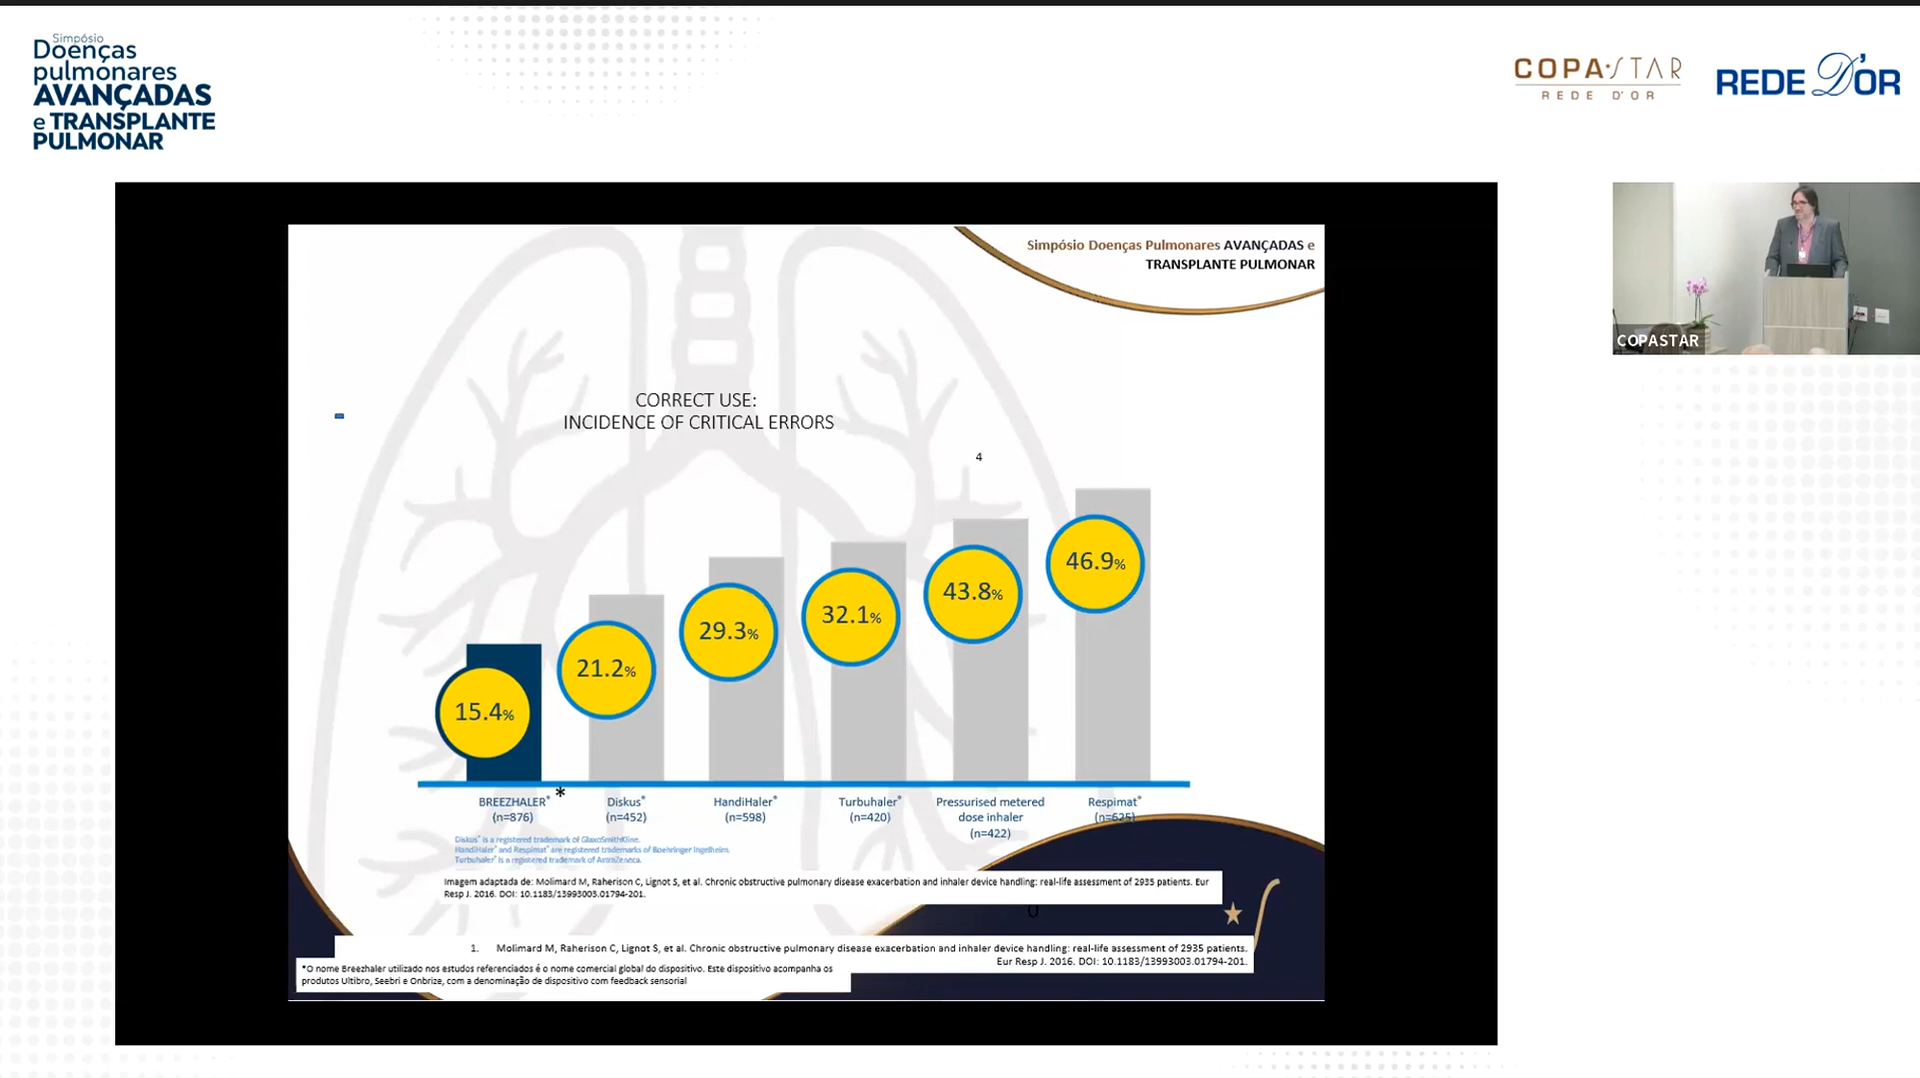 Simpósio
Doenças
pulmonares
AVANÇADAS
e TRANSPLANTE
PULMONAR
COPA STAR
REDE D'OR
REDE D'OR
Simpósio Doenças Pulmonares AVANÇADAS e
TRANSPLANTE PULMONAR
COPASTAR
CORRECT USE:
INCIDENCE OF CRITICAL ERRORS
4
15.4%
21.2%
29.3%
32.1%
43.8%
46.9%
BREEZHALER® *
(n=876)
Diskus®
(n=452)
HandiHaler®
(n=598)
Turbuhaler®
(n=420)
Pressurised metered
dose inhaler
(n=422)
Respimat®
(n=625)
Diskus® is a registered trademark of GlaxoSmithKline.
HandiHaler® and Respimat® are registered trademarks of Boehringer Ingelheim.
Turbuhaler® is a registered trademark of AstraZeneca.
Imagem adaptada de: Molimard M, Raherison C, Lignot S, et al. Chronic obstructive pulmonary disease exacerbation and inhaler device handling: real-life assessment of 2935 patients. Eur
Resp J. 2016. DOI: 10.1183/13993003.01794-201.
1. Molimard M, Raherison C, Lignot S, et al. Chronic obstructive pulmonary disease exacerbation and inhaler device handling: real-life assessment of 2935 patients.
Eur Resp J. 2016. DOI: 10.1183/13993003.01794-201.
*O nome Breezhaler utilizado nos estudos referenciados é o nome comercial global do dispositivo. Este dispositivo acompanha os
produtos Ultibro, Seebri e Onbrize, com a denominação de dispositivo com feedback sensorial